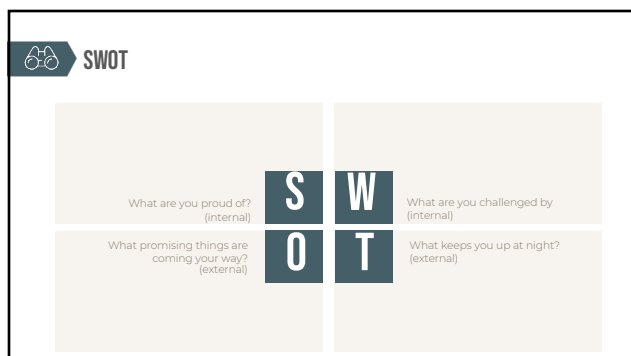 SWOT
S
W
What are you proud of?
(internal)
What are you challenged by
(internal)
O
T
What promising things are
coming your way?
(external)
What keeps you up at night?
(external)